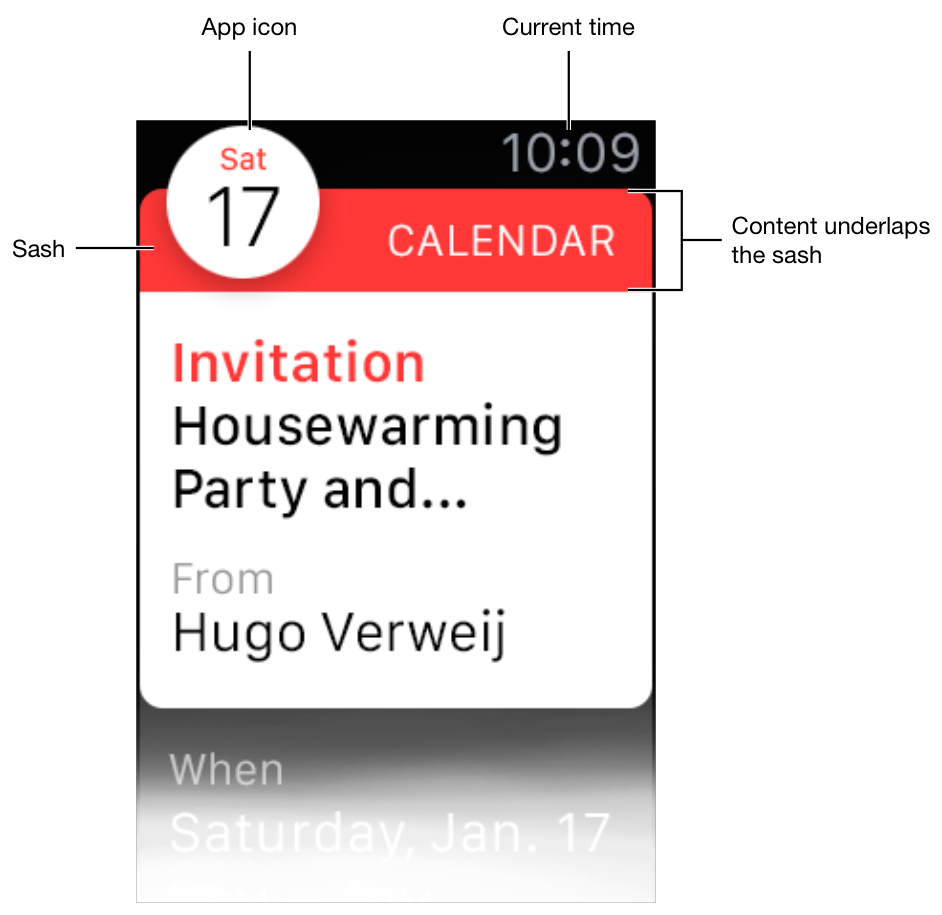 App icon
Current time
Sat
17
10:09
Sash
CALENDAR
Content underlaps
the sash
Invitation
Housewarming
Party and...
From
Hugo Verweij
When
Saturday, Jan. 17